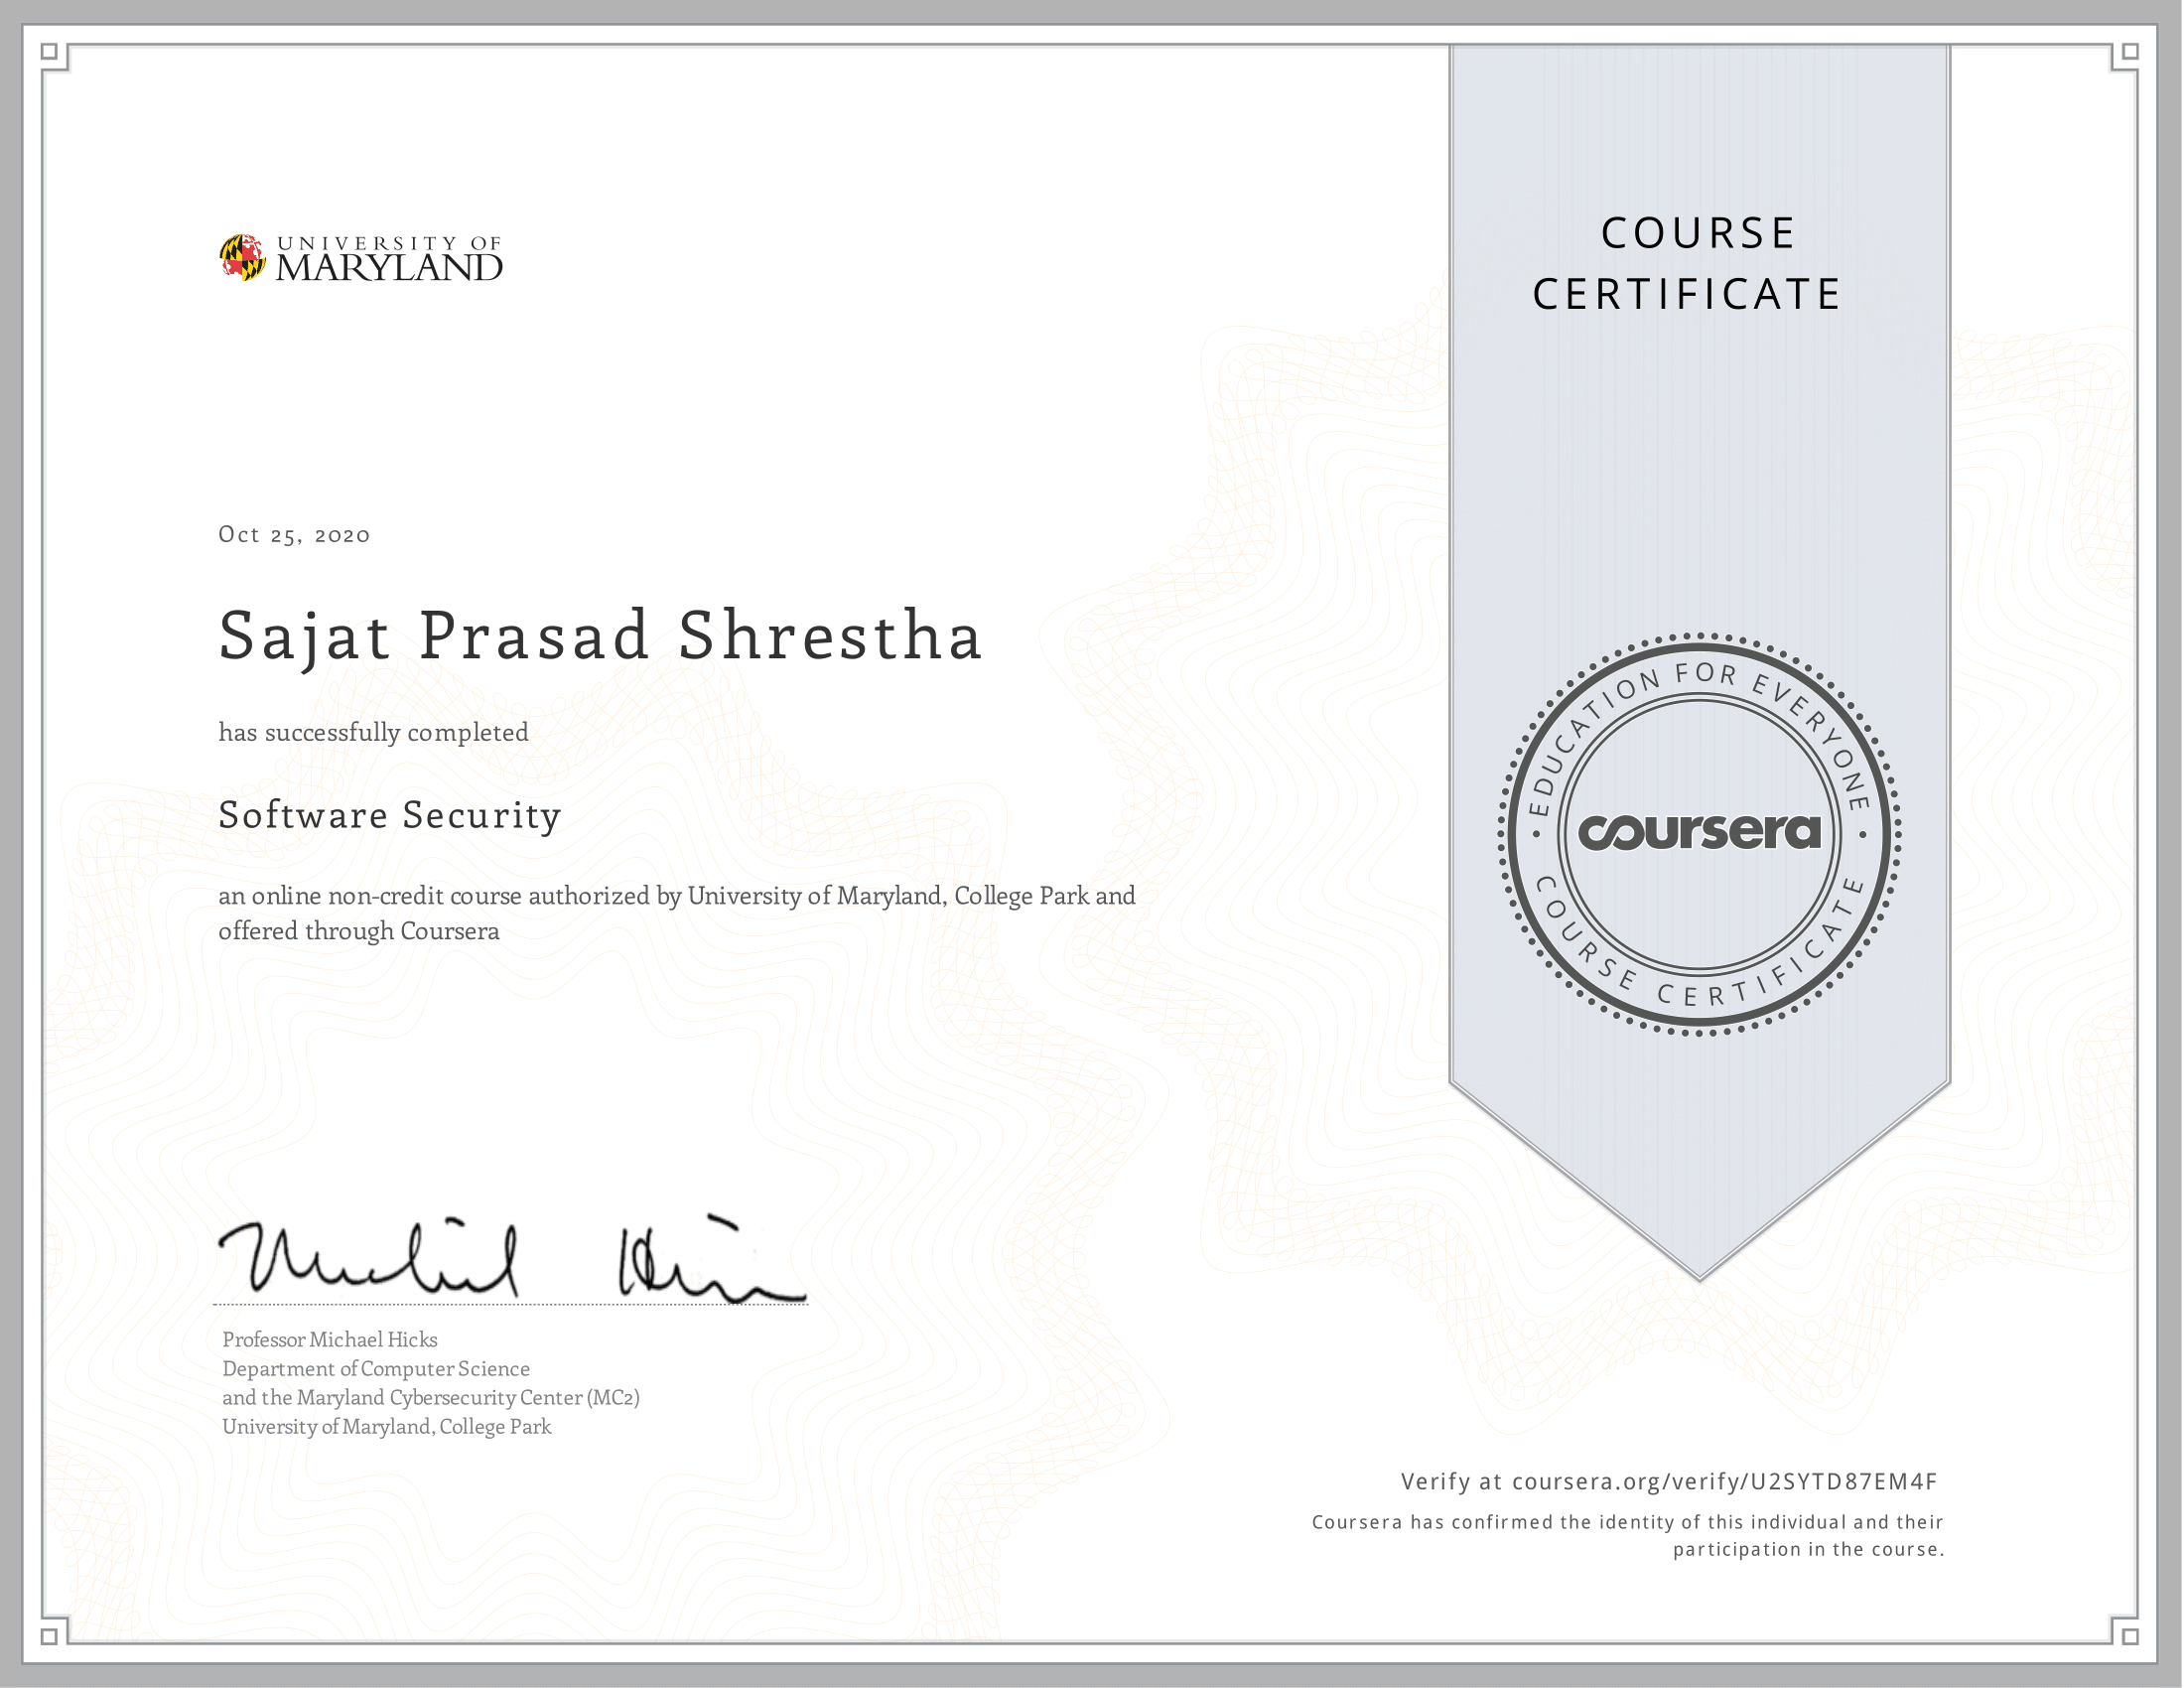 UNIVERSITY OF
MARYLAND
COURSE
CERTIFICATE
Oct 25, 2020
Sajat Prasad Shrestha
has successfully completed
Software Security
an online non-credit course authorized by University of Maryland, College Park and
offered through Coursera
EDUCATION FOR EVERYONE
coursera
COURSE CERTIFICATE
Professor Michael Hicks
Department of Computer Science
and the Maryland Cybersecurity Center (MC2)
University of Maryland, College Park
Verify at coursera.org/verify/U2SYTD87EM4F
Coursera has confirmed the identity of this individual and their
participation in the course.